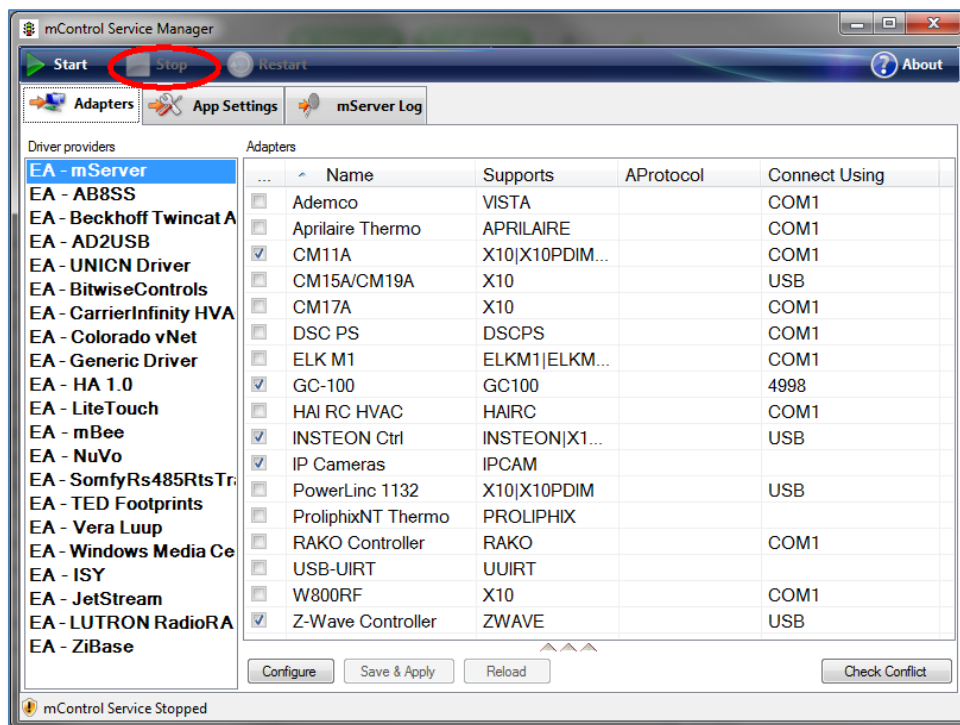 mControl Service Manager
Start Stop Restart About
Adapters App Settings mServer Log
Driver providers
EA - mServer
EA - AB8SS
EA - Beckhoff Twincat A
EA - AD2USB
EA - UNICN Driver
EA - BitwiseControls
EA - CarrierInfinity HVA
EA - Colorado vNet
EA - Generic Driver
EA - HA 1.0
EA - LiteTouch
EA - mBee
EA - NuVo
EA - SomfyRs485RtsTr
EA - TED Footprints
EA - Vera Luup
EA - Windows Media Ce
EA - ISY
EA - JetStream
EA - LUTRON RadioRA
EA - ZiBase
Adapters
... Name Supports AProtocol Connect Using
Ademco VISTA COM1
Aprilaire Thermo APRILAIRE COM1
CM11A X10|X10PDIM... COM1
CM15A/CM19A X10 USB
CM17A X10 COM1
DSC PS DSCPS COM1
ELK M1 ELKM1|ELKM... COM1
GC-100 GC100 4998
HAI RC HVAC HAIRC COM1
INSTEON Ctrl INSTEON|X1... USB
IP Cameras IPCAM
PowerLinc 1132 X10|X10PDIM USB
ProliphixNT Thermo PROLIPHIX
RAKO Controller RAKO COM1
USB-UIRT UUIRT
W800RF X10 COM1
Z-Wave Controller ZWAVE USB
Configure Save & Apply Reload Check Conflict
mControl Service Stopped